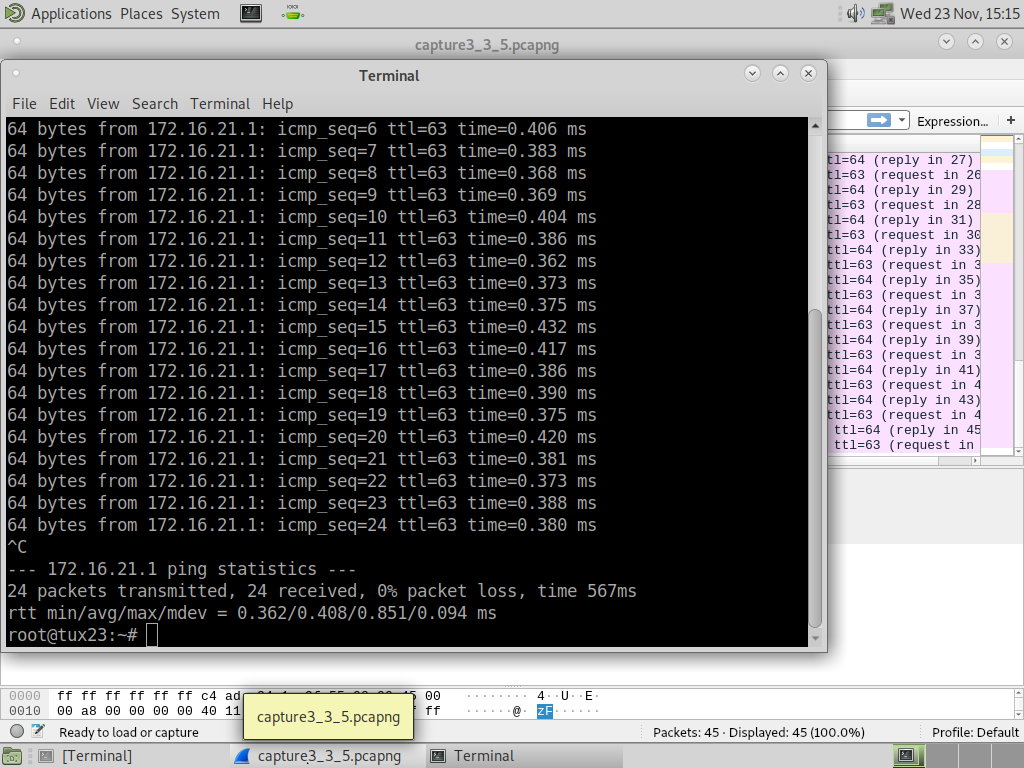 Applications Places System
Wed 23 Nov, 15:15
capture3_3_5.pcapng
Terminal
File Edit View Search Terminal Help
64 bytes from 172.16.21.1: icmp_seq=6 ttl=63 time=0.406 ms
64 bytes from 172.16.21.1: icmp_seq=7 ttl=63 time=0.383 ms
64 bytes from 172.16.21.1: icmp_seq=8 ttl=63 time=0.368 ms
64 bytes from 172.16.21.1: icmp_seq=9 ttl=63 time=0.369 ms
64 bytes from 172.16.21.1: icmp_seq=10 ttl=63 time=0.404 ms
64 bytes from 172.16.21.1: icmp_seq=11 ttl=63 time=0.386 ms
64 bytes from 172.16.21.1: icmp_seq=12 ttl=63 time=0.362 ms
64 bytes from 172.16.21.1: icmp_seq=13 ttl=63 time=0.373 ms
64 bytes from 172.16.21.1: icmp_seq=14 ttl=63 time=0.375 ms
64 bytes from 172.16.21.1: icmp_seq=15 ttl=63 time=0.432 ms
64 bytes from 172.16.21.1: icmp_seq=16 ttl=63 time=0.417 ms
64 bytes from 172.16.21.1: icmp_seq=17 ttl=63 time=0.386 ms
64 bytes from 172.16.21.1: icmp_seq=18 ttl=63 time=0.390 ms
64 bytes from 172.16.21.1: icmp_seq=19 ttl=63 time=0.375 ms
64 bytes from 172.16.21.1: icmp_seq=20 ttl=63 time=0.420 ms
64 bytes from 172.16.21.1: icmp_seq=21 ttl=63 time=0.381 ms
64 bytes from 172.16.21.1: icmp_seq=22 ttl=63 time=0.373 ms
64 bytes from 172.16.21.1: icmp_seq=23 ttl=63 time=0.388 ms
64 bytes from 172.16.21.1: icmp_seq=24 ttl=63 time=0.380 ms
^C
--- 172.16.21.1 ping statistics ---
24 packets transmitted, 24 received, 0% packet loss, time 567ms
rtt min/avg/max/mdev = 0.362/0.408/0.851/0.094 ms
root@tux23:~#
Expression… +
tl=64 (reply in 27)
tl=63 (request in 26
tl=64 (reply in 29)
tl=63 (request in 28
tl=64 (reply in 31)
tl=63 (request in 30
ttl=64 (reply in 33)
ttl=63 (request in 3
ttl=64 (reply in 35)
ttl=63 (request in 3
ttl=64 (reply in 37)
ttl=63 (request in 3
ttl=64 (reply in 39)
ttl=63 (request in 3
ttl=64 (reply in 41)
ttl=63 (request in 4
ttl=64 (reply in 43)
ttl=63 (request in 4
ttl=64 (reply in 45
ttl=63 (request in
0000 ff ff ff ff ff ff c4 ad 00 ········ 4··U··E·
0010 00 a8 00 00 00 00 40 11 ff ff ······@· zF······
capture3_3_5.pcapng
Ready to load or capture
Packets: 45 · Displayed: 45 (100.0%)
Profile: Default
[Terminal]
capture3_3_5.pcapng
Terminal